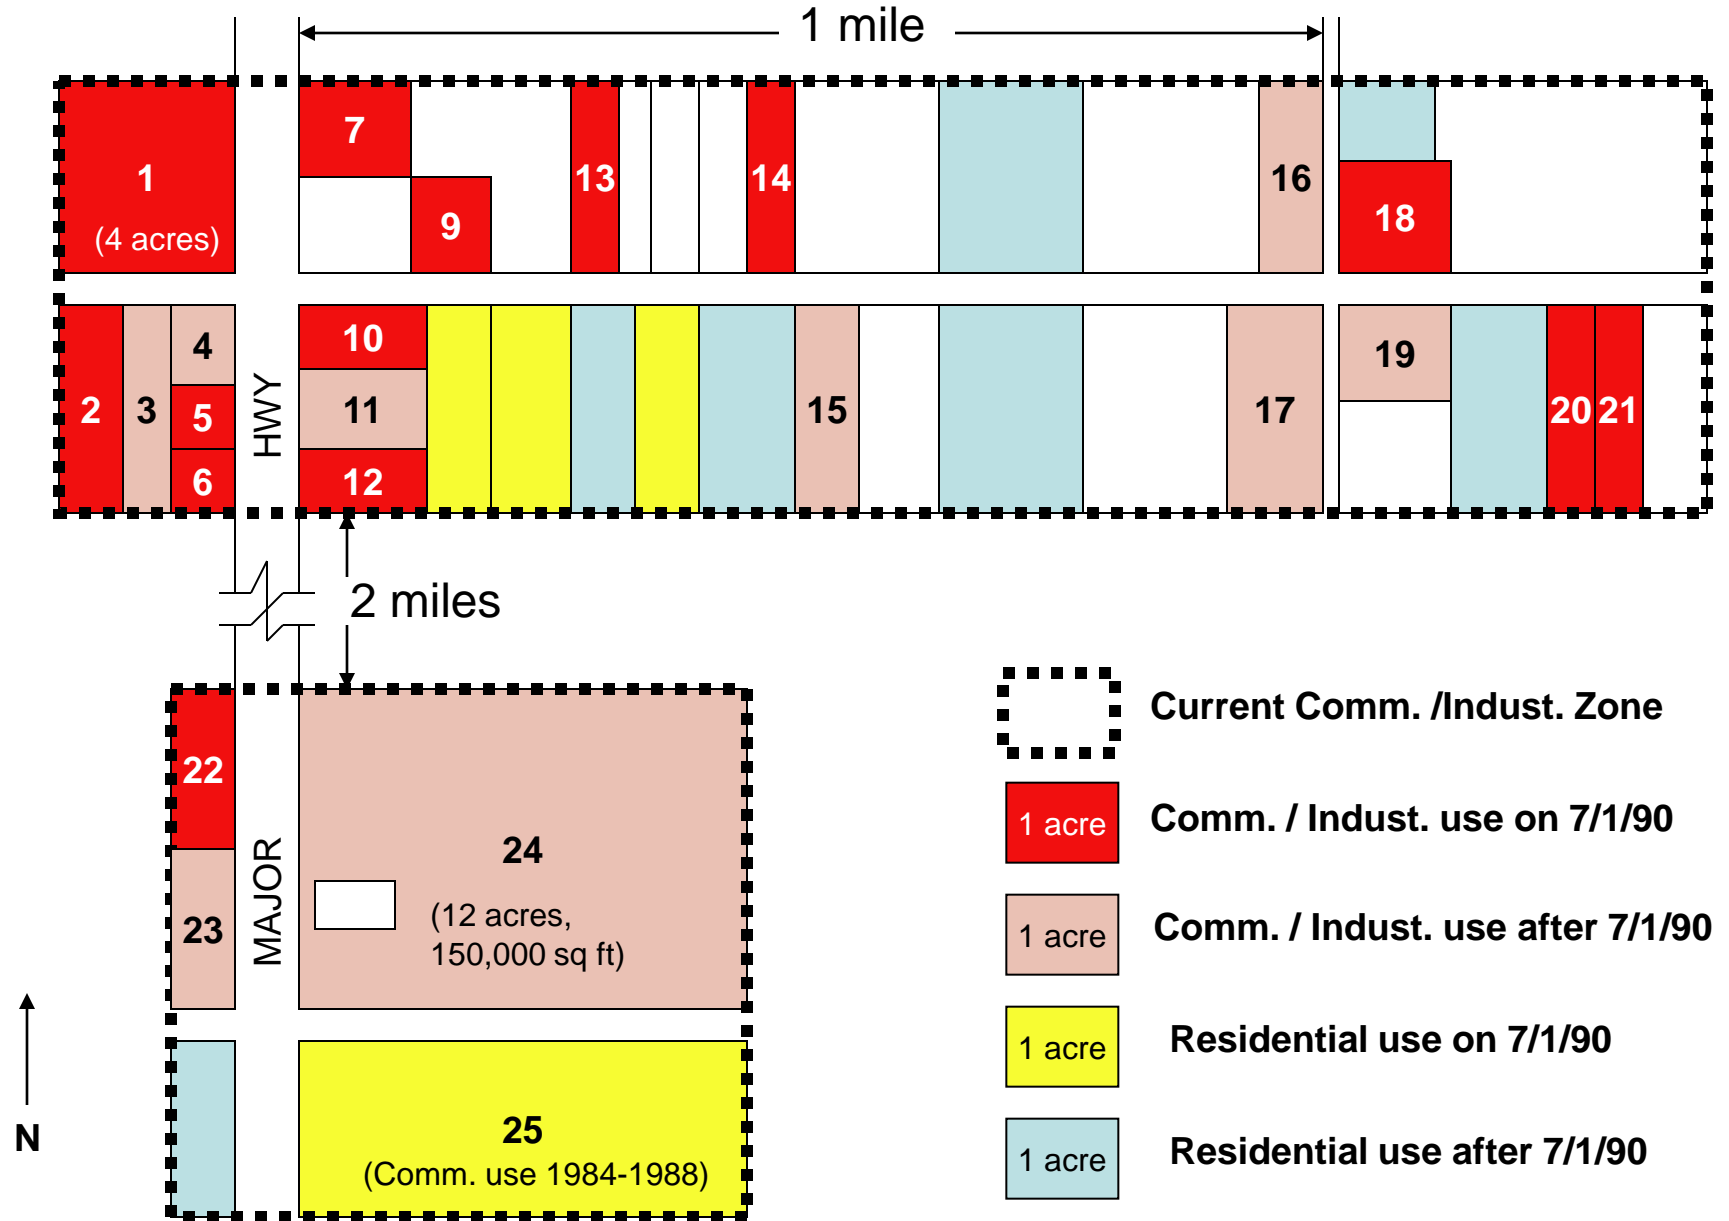 1 mile
1
(4 acres)
7
9
13
14
16
18
2
3
4
5
6
HWY
10
11
12
15
17
19
20
21
2 miles
22
23
MAJOR
24
(12 acres,
150,000 sq ft)
25
(Comm. use 1984-1988)
N
Current Comm. /Indust. Zone
1 acre
Comm. / Indust. use on 7/1/90
1 acre
Comm. / Indust. use after 7/1/90
1 acre
Residential use on 7/1/90
1 acre
Residential use after 7/1/90